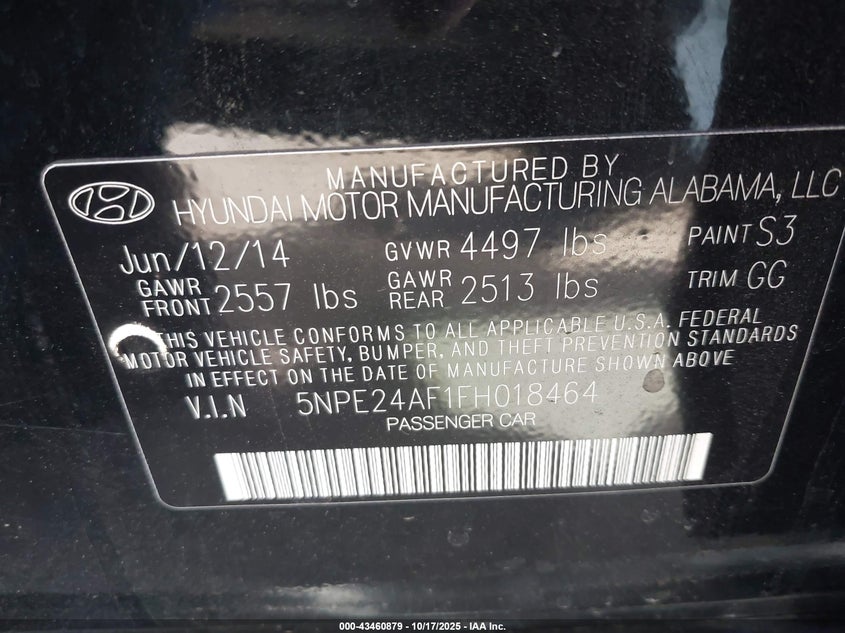 MANUFACTURED BY
HYUNDAI MOTOR MANUFACTURING ALABAMA, LLC
Jun/12/14 GVWR 4497 lbs PAINT S3
GAWR FRONT 2557 lbs GAWR REAR 2513 lbs TRIM GG
THIS VEHICLE CONFORMS TO ALL APPLICABLE U.S.A. FEDERAL
MOTOR VEHICLE SAFETY, BUMPER, AND THEFT PREVENTION STANDARDS
IN EFFECT ON THE DATE OF MANUFACTURE SHOWN ABOVE
V.I.N 5NPE24AF1FH018464
PASSENGER CAR
000-43460879 - 10/17/2025 - IAA Inc.